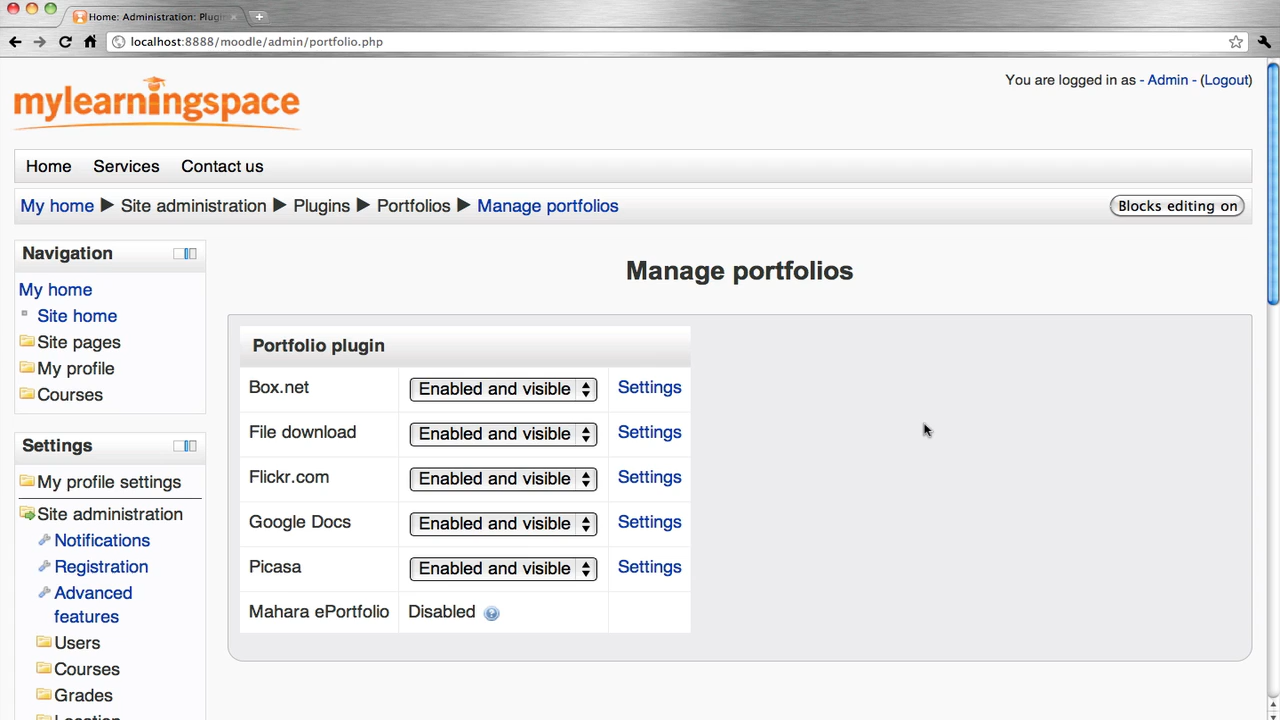 Home: Administration: Plugi
localhost:8888/moodle/admin/portfolio.php
mylearningspace
You are logged in as - Admin - (Logout)
Home Services Contact us
My home ► Site administration ► Plugins ► Portfolios ► Manage portfolios
Blocks editing on
Navigation
My home
Site home
Site pages
My profile
Courses
Settings
My profile settings
Site administration
Notifications
Registration
Advanced
features
Users
Courses
Grades
Location
Manage portfolios
Portfolio plugin
Box.net Enabled and visible Settings
File download Enabled and visible Settings
Flickr.com Enabled and visible Settings
Google Docs Enabled and visible Settings
Picasa Enabled and visible Settings
Mahara ePortfolio Disabled ?